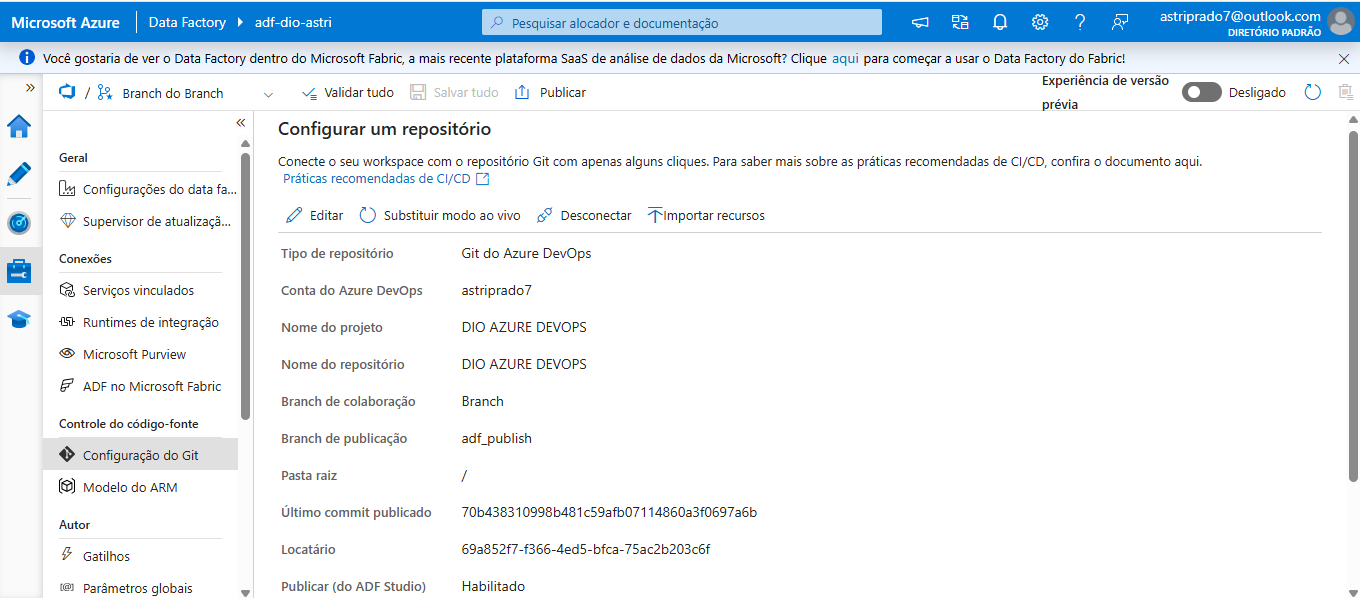 Microsoft Azure
Data Factory
adf-dio-astri
Pesquisar alocador e documentação
astriprado7@outlook.com
DIRETÓRIO PADRÃO
Você gostaria de ver o Data Factory dentro do Microsoft Fabric, a mais recente plataforma SaaS de análise de dados da Microsoft? Clique aqui para começar a usar o Data Factory do Fabric!
/ Branch do Branch
Validar tudo
Salvar tudo
Publicar
Experiência de versão
prévia
Desligado
Geral
Configurações do data fa...
Supervisor de atualizaçã...
Conexões
Serviços vinculados
Runtimes de integração
Microsoft Purview
ADF no Microsoft Fabric
Controle do código-fonte
Configuração do Git
Modelo do ARM
Autor
Gatilhos
Parâmetros globais
Configurar um repositório
Conecte o seu workspace com o repositório Git com apenas alguns cliques. Para saber mais sobre as práticas recomendadas de CI/CD, confira o documento aqui.
Práticas recomendadas de CI/CD
Editar
Substituir modo ao vivo
Desconectar
Importar recursos
Tipo de repositório Git do Azure DevOps
Conta do Azure DevOps astriprado7
Nome do projeto DIO AZURE DEVOPS
Nome do repositório DIO AZURE DEVOPS
Branch de colaboração Branch
Branch de publicação adf_publish
Pasta raiz /
Último commit publicado 70b438310998b481c59afb07114860a3f0697a6b
Locatário 69a852f7-f366-4ed5-bfca-75ac2b203c6f
Publicar (do ADF Studio) Habilitado